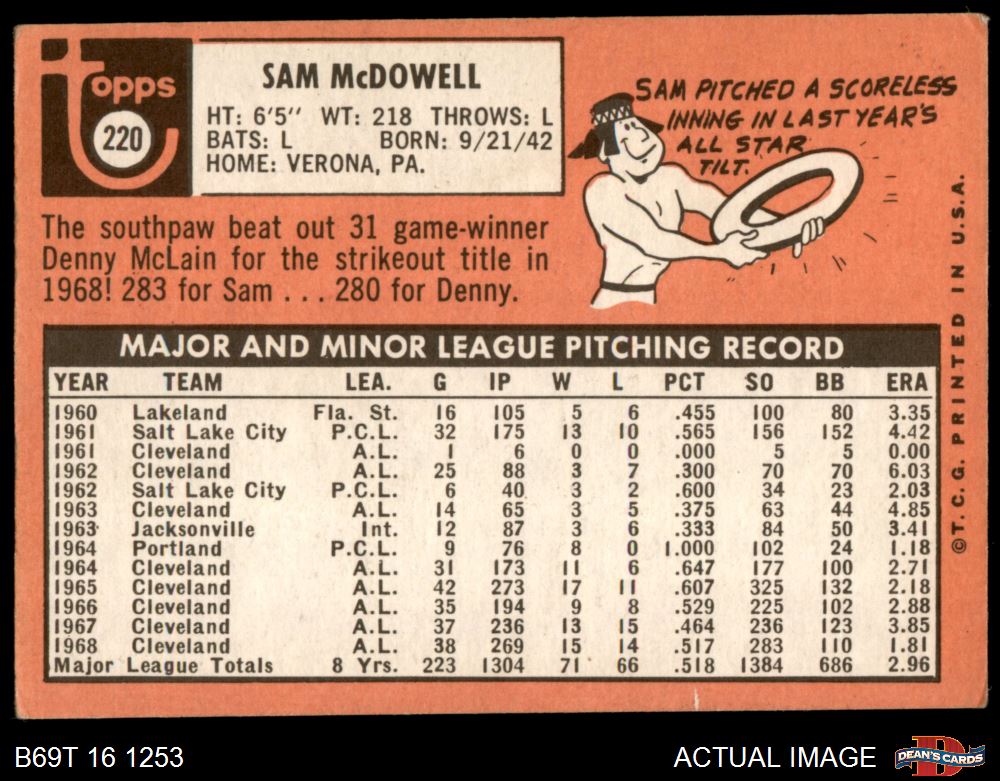 topps
220
SAM McDOWELL
HT: 6'5" WT: 218 THROWS: L
BATS: L BORN: 9/21/42
HOME: VERONA, PA.
SAM PITCHED A SCORELESS
INNING IN LAST YEAR'S
ALL STAR
TILT.
The southpaw beat out 31 game-winner
Denny McLain for the strikeout title in
1968! 283 for Sam . . . 280 for Denny.
MAJOR AND MINOR LEAGUE PITCHING RECORD
YEAR TEAM LEA. G IP W L PCT SO BB ERA
1960 Lakeland Fla. St. 16 105 5 6 .455 100 80 3.35
1961 Salt Lake City P.C.L. 32 175 13 10 .565 156 152 4.42
1961 Cleveland A.L. 1 6 0 0 .000 5 5 0.00
1962 Cleveland A.L. 25 88 3 7 .300 70 70 6.03
1962 Salt Lake City P.C.L. 6 40 3 2 .600 34 23 2.03
1963 Cleveland A.L. 14 65 3 5 .375 63 44 4.85
1963 Jacksonville Int. 12 87 3 6 .333 84 50 3.41
1964 Portland P.C.L. 9 76 8 0 1.000 102 24 1.18
1964 Cleveland A.L. 31 173 11 6 .647 177 100 2.71
1965 Cleveland A.L. 42 273 17 11 .607 325 132 2.18
1966 Cleveland A.L. 35 194 9 8 .529 225 102 2.88
1967 Cleveland A.L. 37 236 13 15 .464 236 123 3.85
1968 Cleveland A.L. 38 269 15 14 .517 283 110 1.81
Major League Totals 8 Yrs. 223 1304 71 66 .518 1384 686 2.96
©T.C.G. PRINTED IN U.S.A.
B69T 16 1253
ACTUAL IMAGE
DEAN'S CARDS